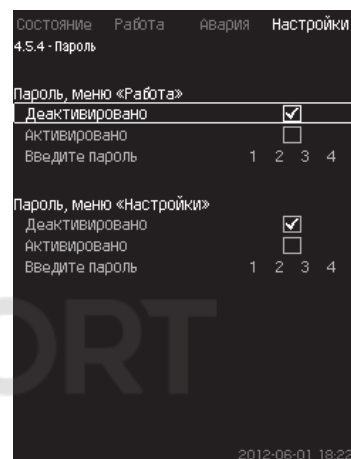 Состояние Работа Авария Настройки
4.5.4 - Пароль
Пароль, меню «Работа»
Деактивировано
Активировано
Введите пароль 1 2 3 4
Пароль, меню «Настройки»
Деактивировано
Активировано
Введите пароль 1 2 3 4
ORT
2012-06-01 18:22